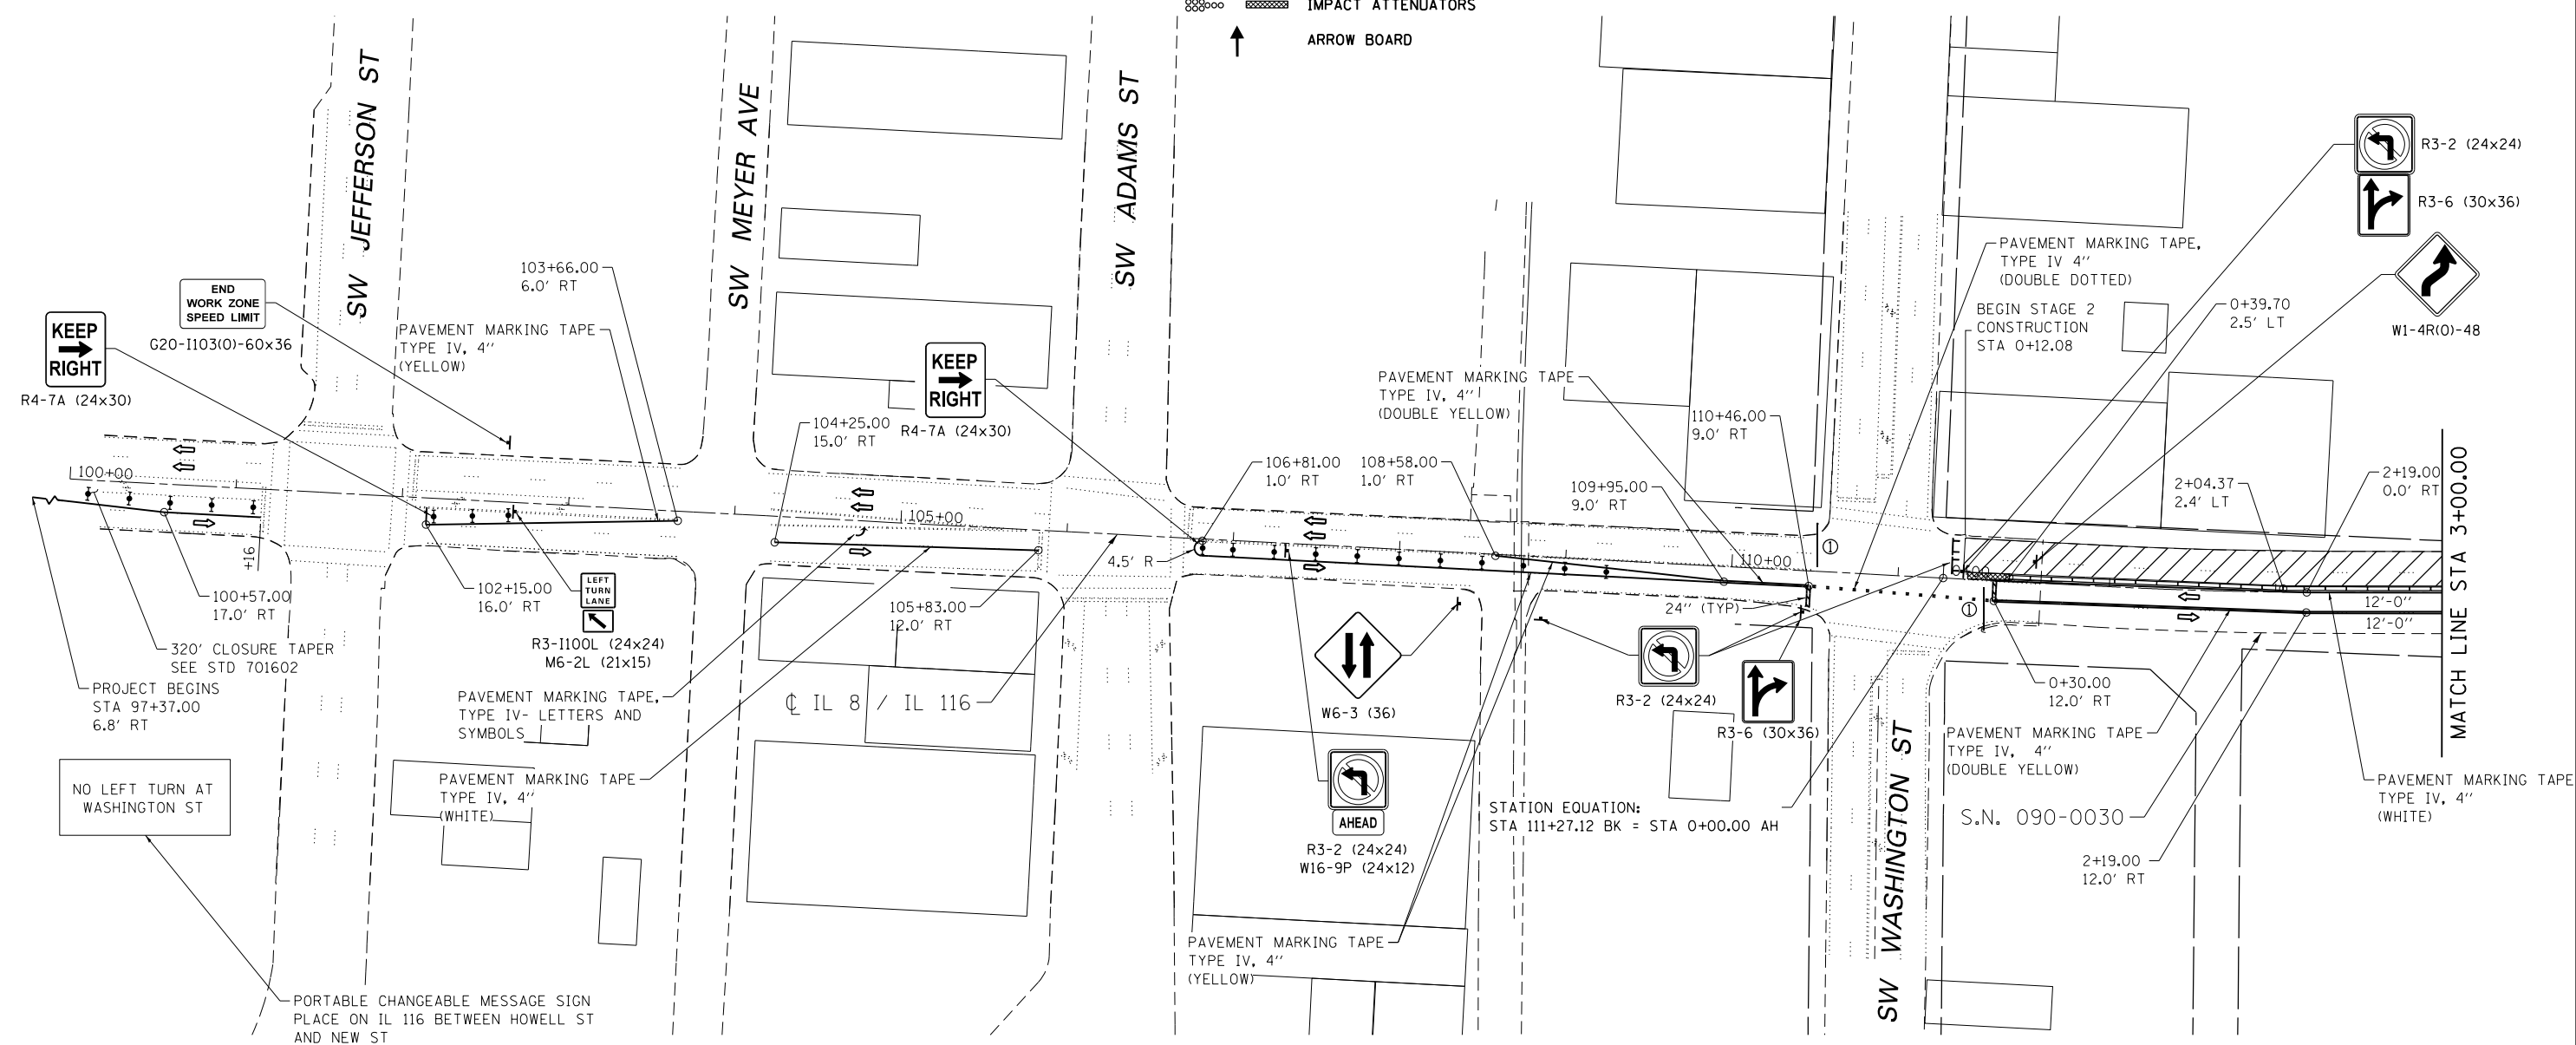 IMPACT ATTENUATORS
ARROW BOARD
SW JEFFERSON ST
SW MEYER AVE
SW ADAMS ST
SW WASHINGTON ST
KEEP
RIGHT
R4-7A (24x30)
END
WORK ZONE
SPEED LIMIT
G20-I103(O)-60x36
103+66.00
6.0' RT
PAVEMENT MARKING TAPE
TYPE IV, 4''
(YELLOW)
KEEP
RIGHT
R4-7A (24x30)
104+25.00
15.0' RT
PAVEMENT MARKING TAPE
TYPE IV, 4''
(DOUBLE YELLOW)
110+46.00
9.0' RT
PAVEMENT MARKING TAPE,
TYPE IV 4''
(DOUBLE DOTTED)
BEGIN STAGE 2
CONSTRUCTION
STA 0+12.08
0+39.70
2.5' LT
R3-2 (24x24)
R3-6 (30x36)
W1-4R(O)-48
100+00
105+00
106+81.00
1.0' RT
108+58.00
1.0' RT
109+95.00
9.0' RT
110+00
1
0+00
2+04.37
2.4' LT
2+19.00
0.0' RT
MATCH LINE STA 3+00.00
+16
100+57.00
17.0' RT
102+15.00
16.0' RT
LEFT
TURN
LANE
R3-I100L (24x24)
M6-2L (21x15)
105+83.00
12.0' RT
4.5' R
24'' (TYP)
1
12'-0''
12'-0''
320' CLOSURE TAPER
SEE STD 701602
PROJECT BEGINS
STA 97+37.00
6.8' RT
PAVEMENT MARKING TAPE,
TYPE IV- LETTERS AND
SYMBOLS
℄ IL 8 / IL 116
W6-3 (36)
R3-2 (24x24)
R3-6 (30x36)
0+30.00
12.0' RT
PAVEMENT MARKING TAPE
TYPE IV, 4''
(DOUBLE YELLOW)
NO LEFT TURN AT
WASHINGTON ST
PAVEMENT MARKING TAPE
TYPE IV, 4''
(WHITE)
AHEAD
R3-2 (24x24)
W16-9P (24x12)
STATION EQUATION:
STA 111+27.12 BK = STA 0+00.00 AH
S.N. 090-0030
PAVEMENT MARKING TAPE
TYPE IV, 4''
(WHITE)
2+19.00
12.0' RT
PAVEMENT MARKING TAPE
TYPE IV, 4''
(YELLOW)
PORTABLE CHANGEABLE MESSAGE SIGN
PLACE ON IL 116 BETWEEN HOWELL ST
AND NEW ST